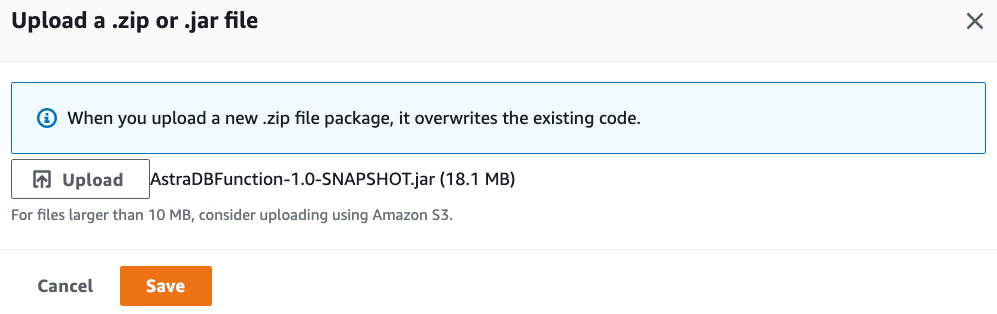 Upload a .zip or .jar file
When you upload a new .zip file package, it overwrites the existing code.
Upload AstraDBFunction-1.0-SNAPSHOT.jar (18.1 MB)
For files larger than 10 MB, consider uploading using Amazon S3.
Cancel Save